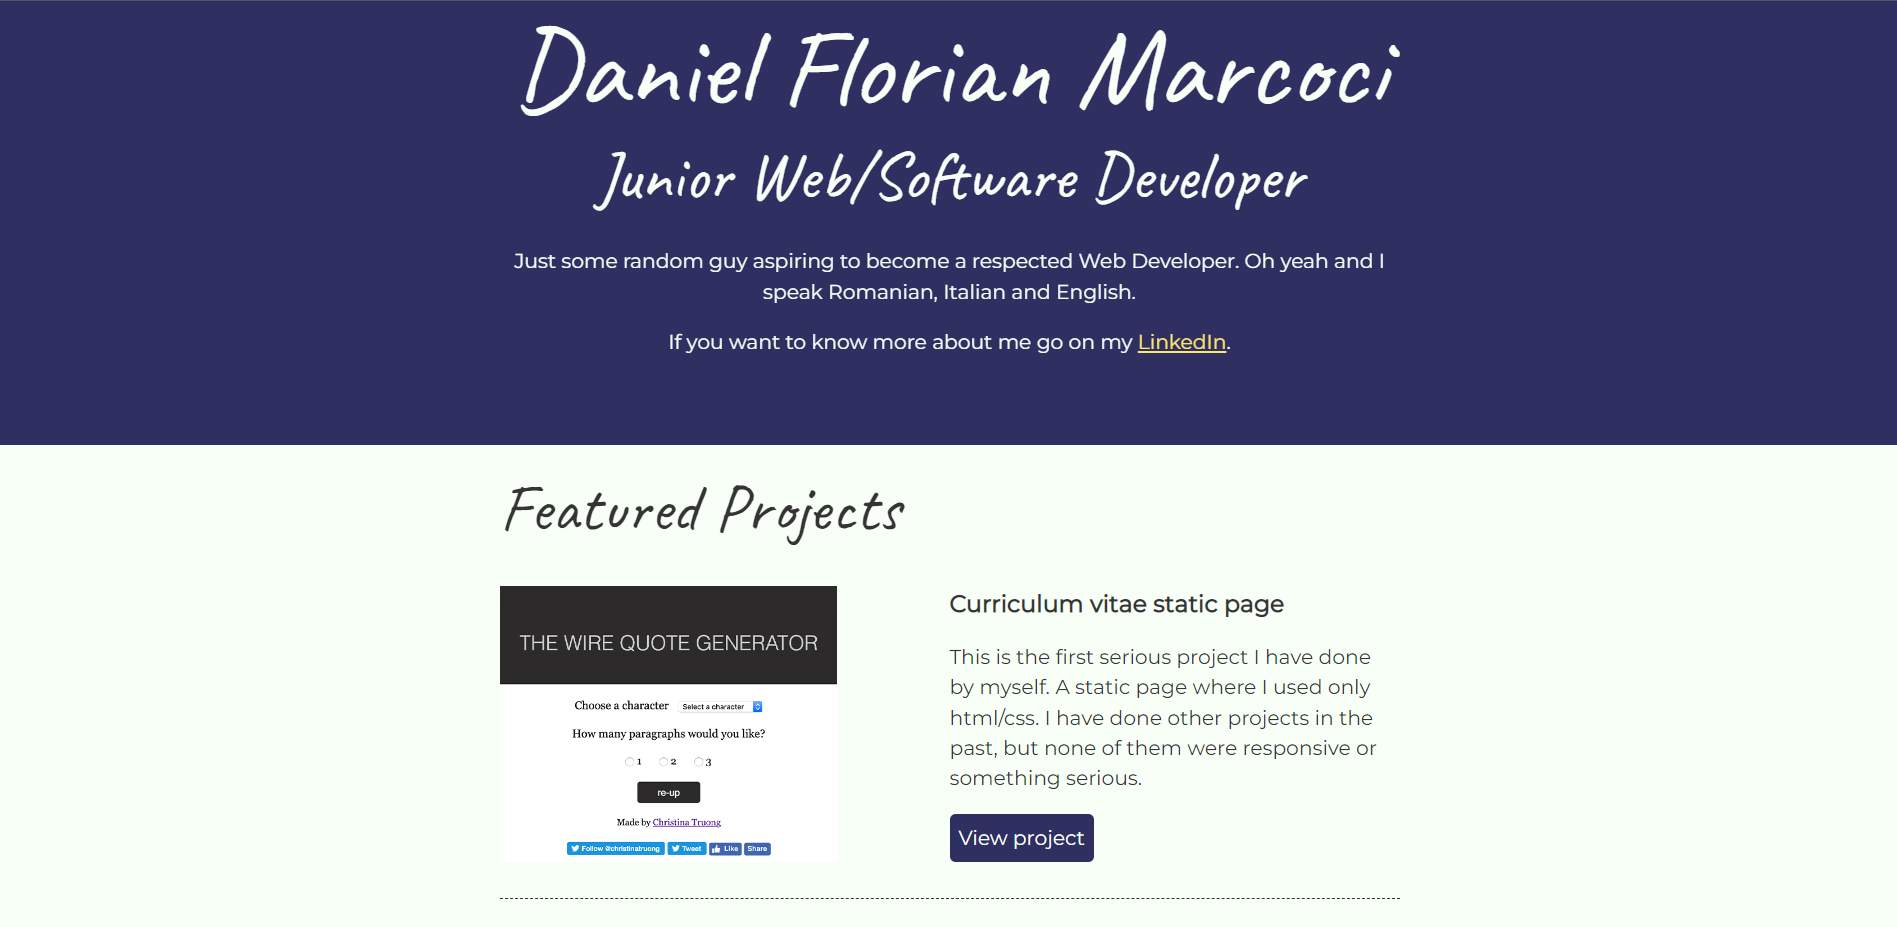 Daniel Florian Marcoci
Junior Web/Software Developer
Just some random guy aspiring to become a respected Web Developer. Oh yeah and I
speak Romanian, Italian and English.
If you want to know more about me go on my LinkedIn.
Featured Projects
THE WIRE QUOTE GENERATOR
Choose a character Select a character
How many paragraphs would you like?
1 2 3
re-up
Made by Christina Truong
Follow @christinatruong Tweet Like Share
Curriculum vitae static page
This is the first serious project I have done
by myself. A static page where I used only
html/css. I have done other projects in the
past, but none of them were responsive or
something serious.
View project